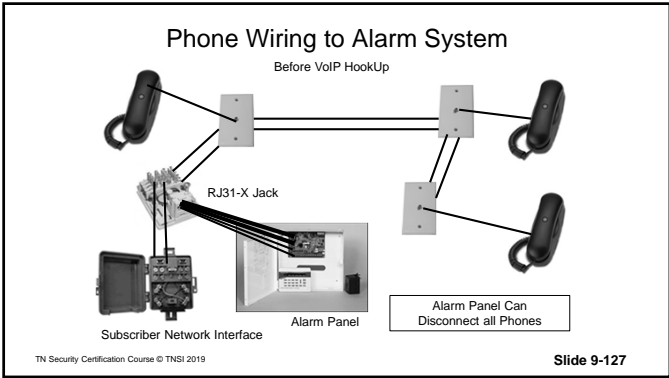 Phone Wiring to Alarm System
Before VoIP HookUp
RJ31-X Jack
Alarm Panel
Subscriber Network Interface
Alarm Panel Can
Disconnect all Phones
TN Security Certification Course © TNSI 2019
Slide 9-127